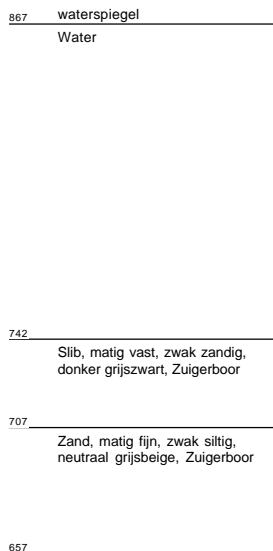 867 waterspiegel
Water
742
Slib, matig vast, zwak zandig,
donker grijszwart, Zuigerboor
707
Zand, matig fijn, zwak siltig,
neutraal grijsbeige, Zuigerboor
657